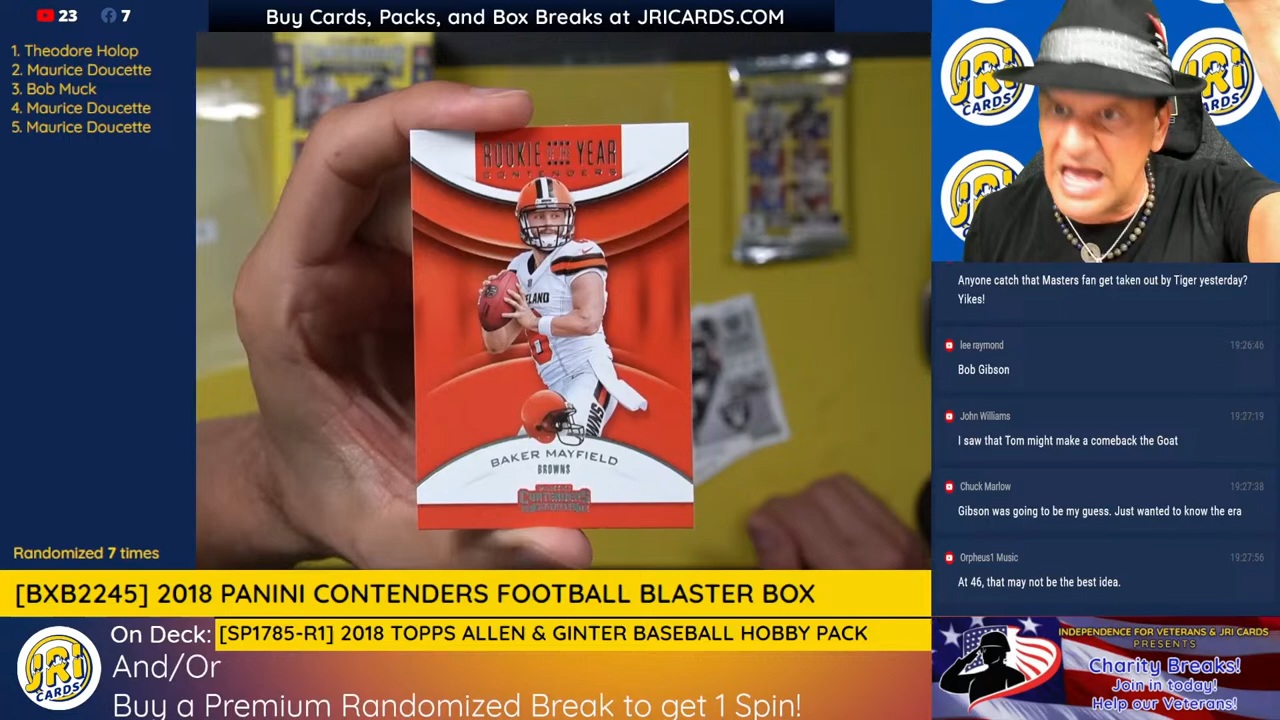 23
7
Buy Cards, Packs, and Box Breaks at JRICARDS.COM
1. Theodore Holop
2. Maurice Doucette
3. Bob Muck
4. Maurice Doucette
5. Maurice Doucette
Randomized 7 times
ROOKIE OF THE YEAR
CONTENDERS
BAKER MAYFIELD
BROWNS
CONTENDERS
JRI
CARDS
JRI
CARDS
Anyone catch that Masters fan get taken out by Tiger yesterday?
Yikes!
lee raymond 19:26:46
Bob Gibson
John Williams 19:27:19
I saw that Tom might make a comeback the Goat
Chuck Marlow 19:27:38
Gibson was going to be my guess. Just wanted to know the era
Orpheus1 Music 19:27:56
At 46, that may not be the best idea.
[BXB2245] 2018 PANINI CONTENDERS FOOTBALL BLASTER BOX
On Deck: [SP1785-R1] 2018 TOPPS ALLEN & GINTER BASEBALL HOBBY PACK
And/Or
Buy a Premium Randomized Break to get 1 Spin!
JRI
CARDS
INDEPENDENCE FOR VETERANS & JRI CARDS
PRESENTS
Charity Breaks!
Join in today!
Help our Veterans!